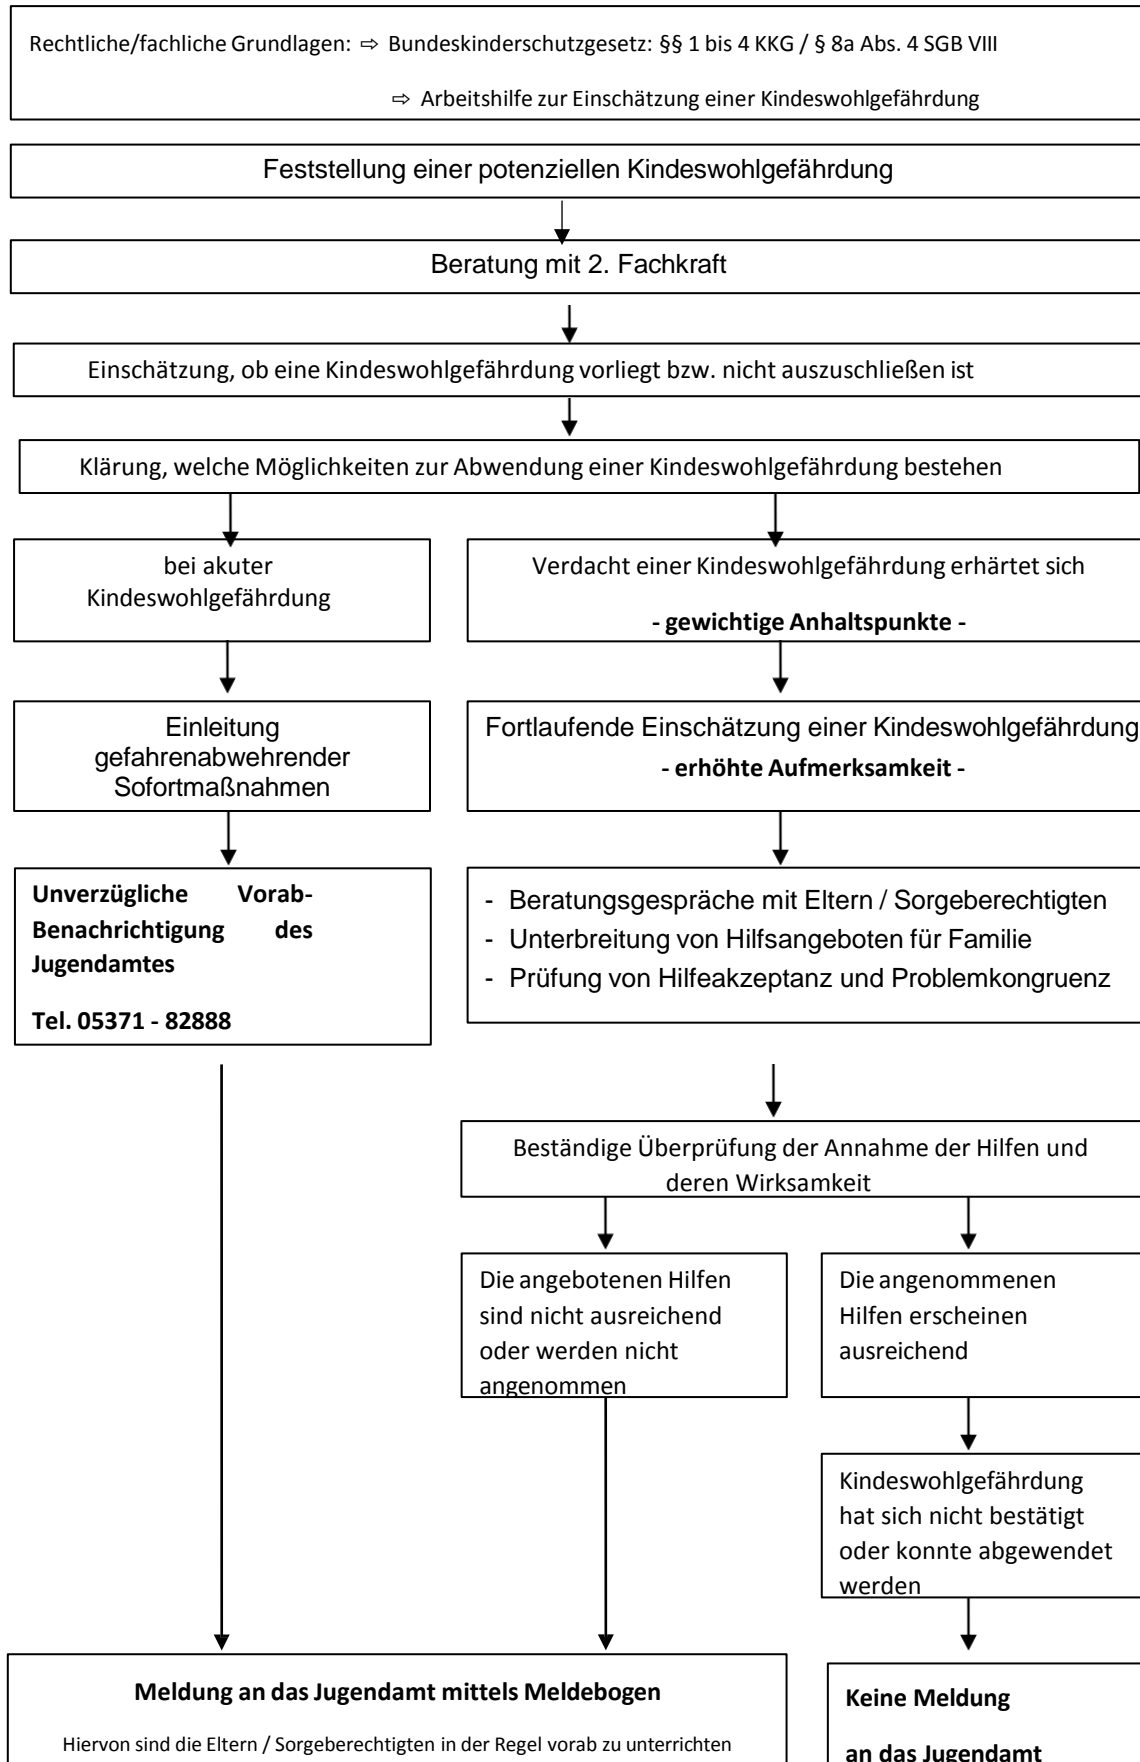 Rechtliche/fachliche Grundlagen: ⇨ Bundeskinderschutzgesetz: §§ 1 bis 4 KKG / § 8a Abs. 4 SGB VIII
⇨ Arbeitshilfe zur Einschätzung einer Kindeswohlgefährdung
Feststellung einer potenziellen Kindeswohlgefährdung
Beratung mit 2. Fachkraft
Einschätzung, ob eine Kindeswohlgefährdung vorliegt bzw. nicht auszuschließen ist
Klärung, welche Möglichkeiten zur Abwendung einer Kindeswohlgefährdung bestehen
bei akuter
Kindeswohlgefährdung
Verdacht einer Kindeswohlgefährdung erhärtet sich
- gewichtige Anhaltspunkte -
Einleitung
gefahrenabwehrender
Sofortmaßnahmen
Fortlaufende Einschätzung einer Kindeswohlgefährdung
- erhöhte Aufmerksamkeit -
Unverzügliche Vorab-
Benachrichtigung des
Jugendamtes
Tel. 05371 - 82888
- Beratungsgespräche mit Eltern / Sorgeberechtigten
- Unterbreitung von Hilfsangeboten für Familie
- Prüfung von Hilfeakzeptanz und Problemkongruenz
Beständige Überprüfung der Annahme der Hilfen und
deren Wirksamkeit
Die angebotenen Hilfen
sind nicht ausreichend
oder werden nicht
angenommen
Die angenommenen
Hilfen erscheinen
ausreichend
Kindeswohlgefährdung
hat sich nicht bestätigt
oder konnte abgewendet
werden
Meldung an das Jugendamt mittels Meldebogen
Hiervon sind die Eltern / Sorgeberechtigten in der Regel vorab zu unterrichten
Keine Meldung
an das Jugendamt